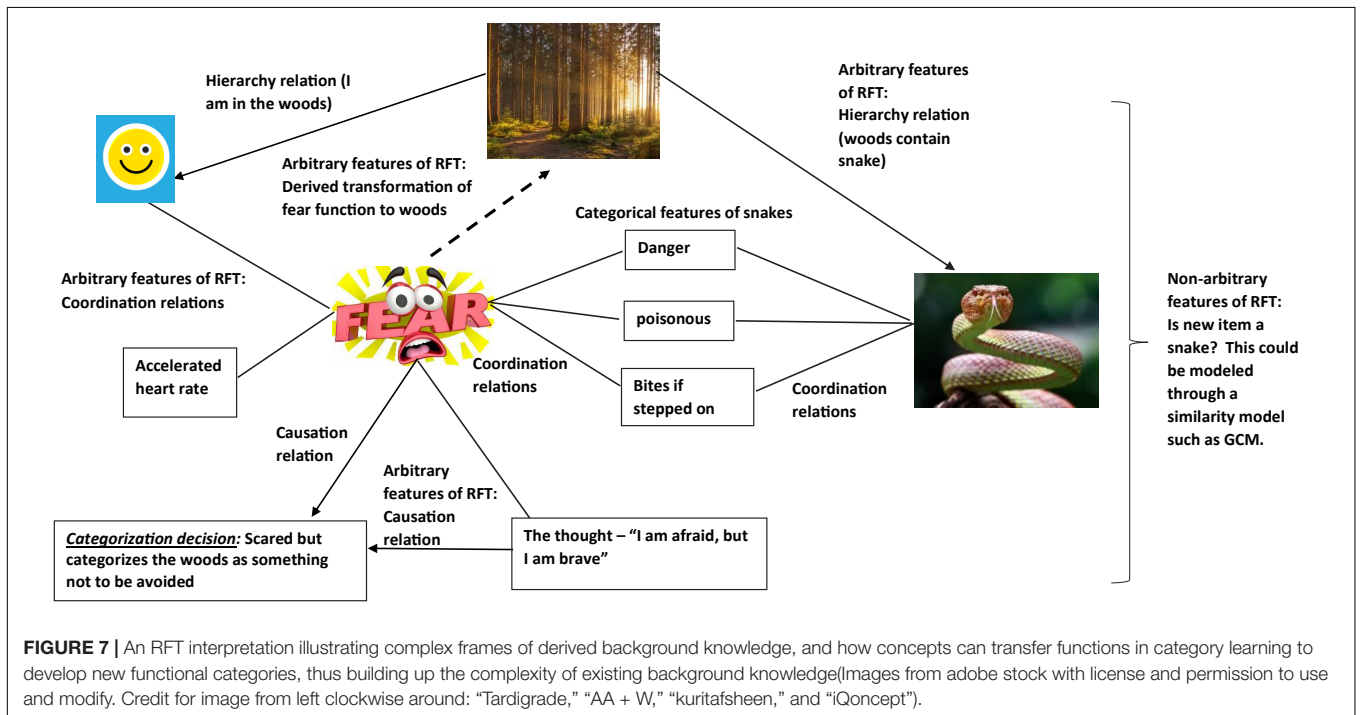 Hierarchy relation (I
am in the woods)
Arbitrary features
of RFT:
Hierarchy relation
(woods contain
snake)
Arbitrary features of RFT:
Derived transformation of
fear function to woods
Categorical features of snakes
Danger
poisonous
Bites if
stepped on
Arbitrary features of RFT:
Coordination relations
FEAR
Accelerated
heart rate
Coordination
relations
Coordination
relations
Non-arbitrary
features of RFT:
Is new item a
snake? This could
be modeled
through a
similarity model
such as GCM.
Causation
relation
Arbitrary
features of RFT:
Causation
relation
Categorization decision: Scared but
categorizes the woods as something
not to be avoided
The thought – “I am afraid, but
I am brave”
FIGURE 7 | An RFT interpretation illustrating complex frames of derived background knowledge, and how concepts can transfer functions in category learning to
develop new functional categories, thus building up the complexity of existing background knowledge(Images from adobe stock with license and permission to use
and modify. Credit for image from left clockwise around: “Tardigrade,” “AA + W,” “kuritafsheen,” and “iQoncept”).